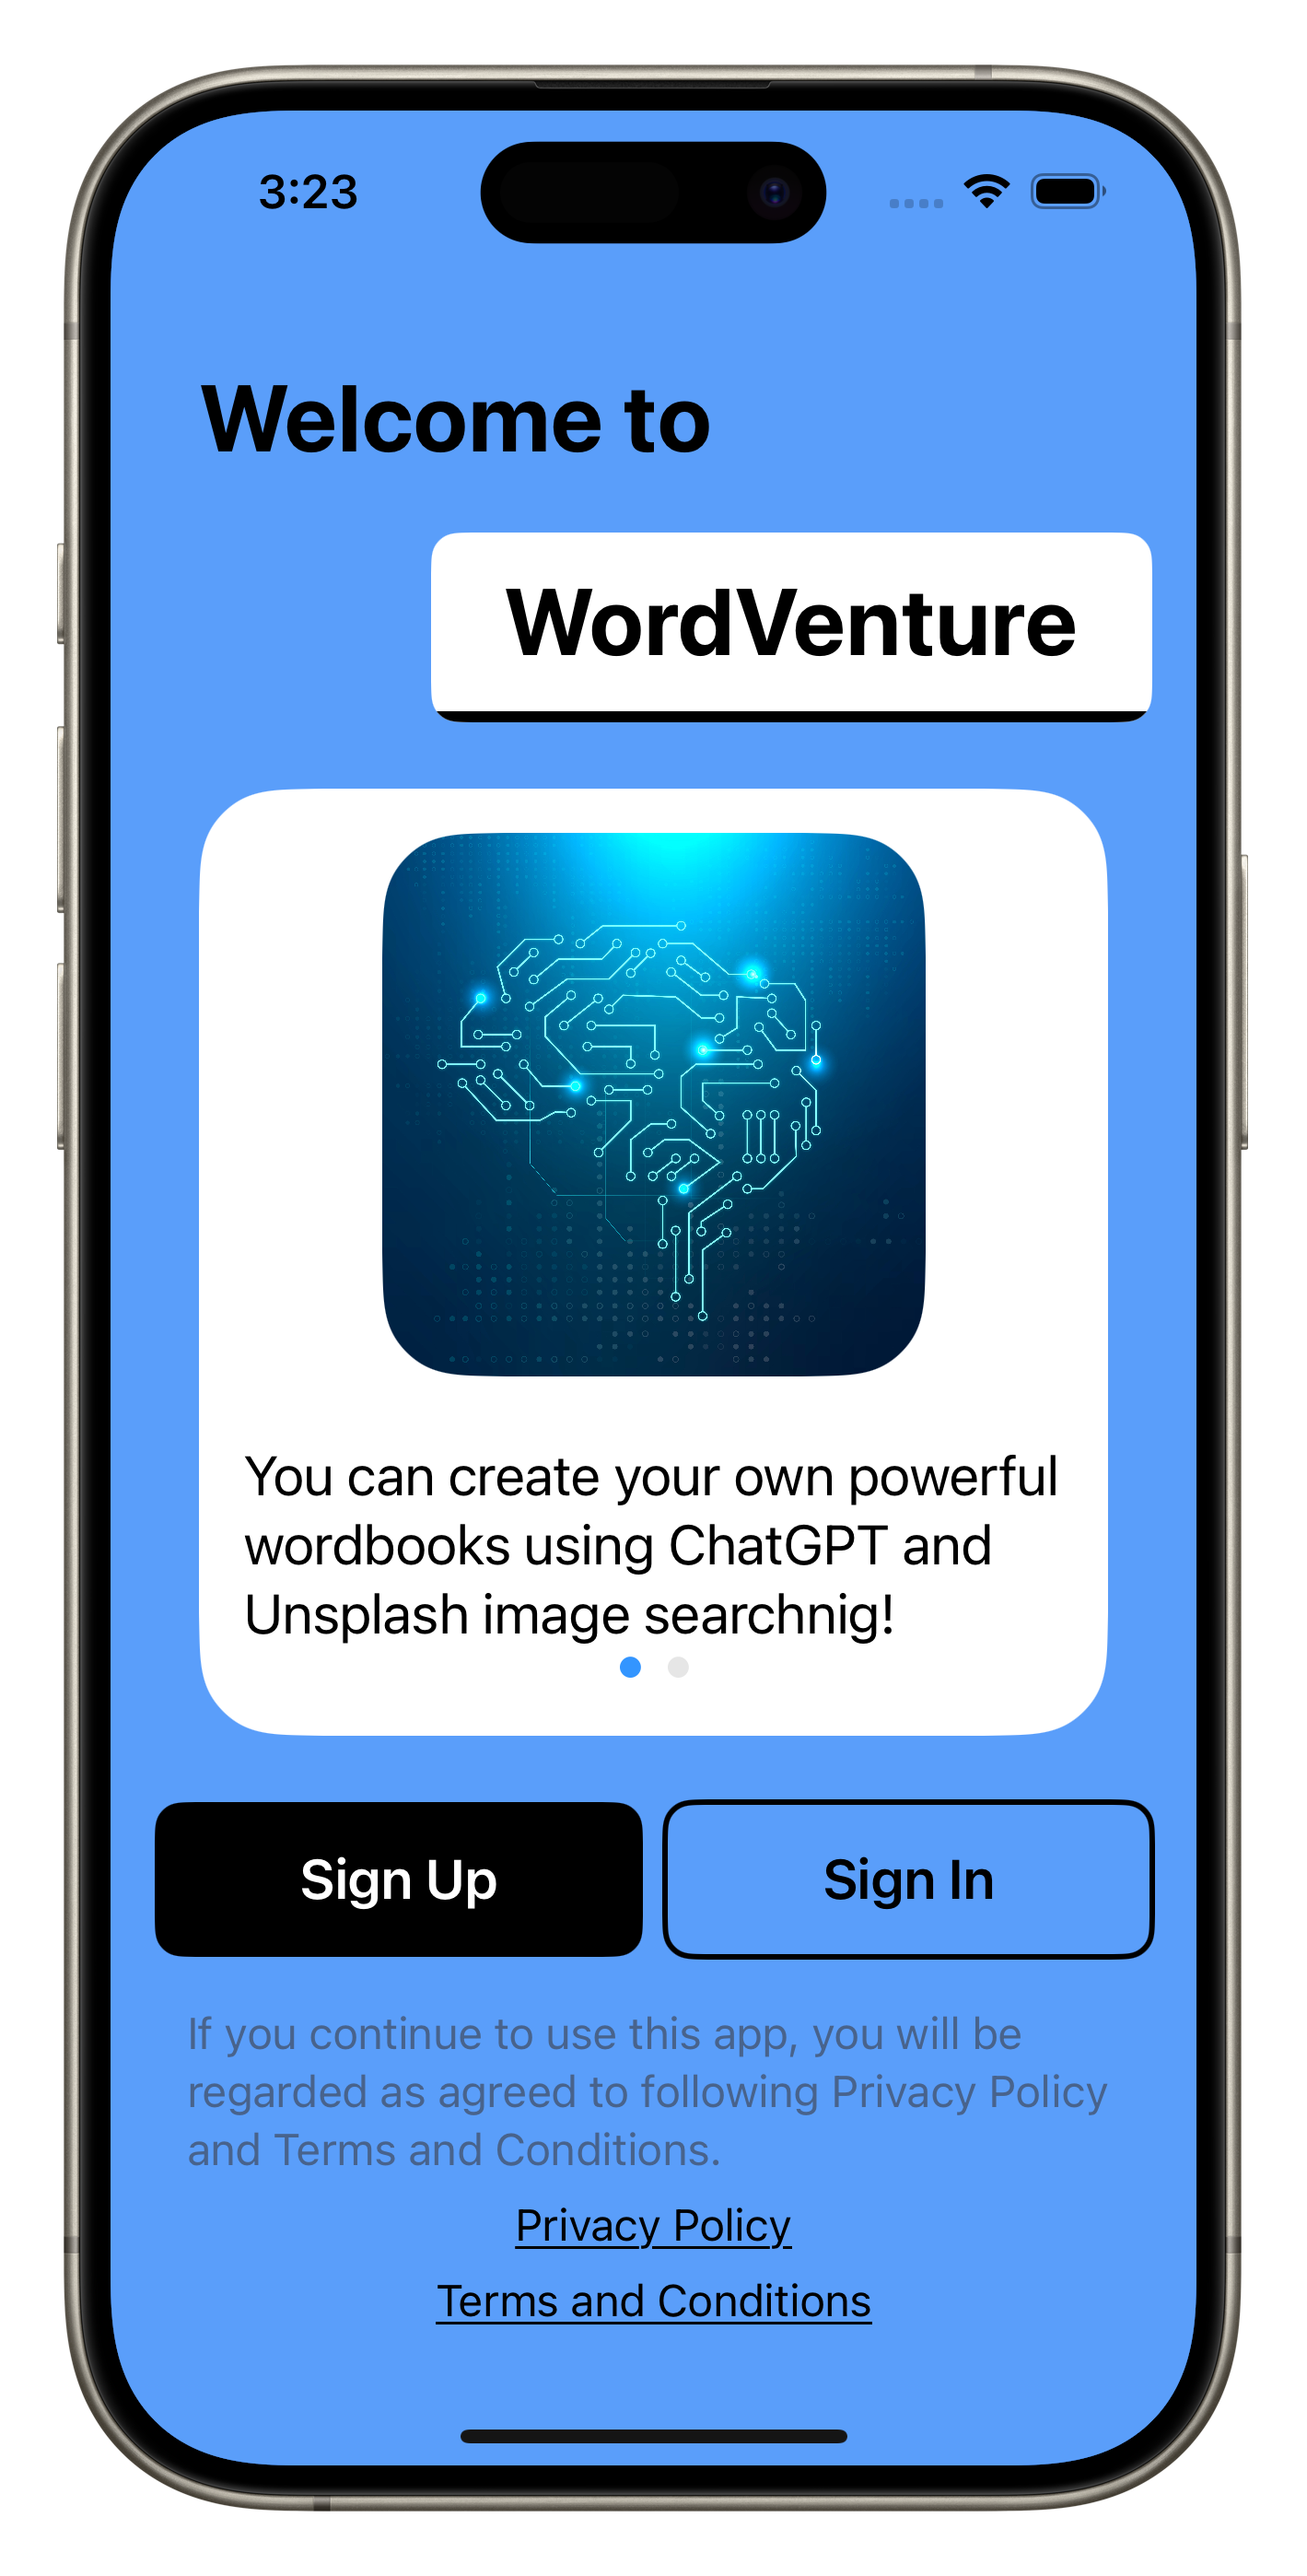 3:23
Welcome to
WordVenture
You can create your own powerful
wordbooks using ChatGPT and
Unsplash image searchnig!
Sign Up
Sign In
If you continue to use this app, you will be
regarded as agreed to following Privacy Policy
and Terms and Conditions.
Privacy Policy
Terms and Conditions